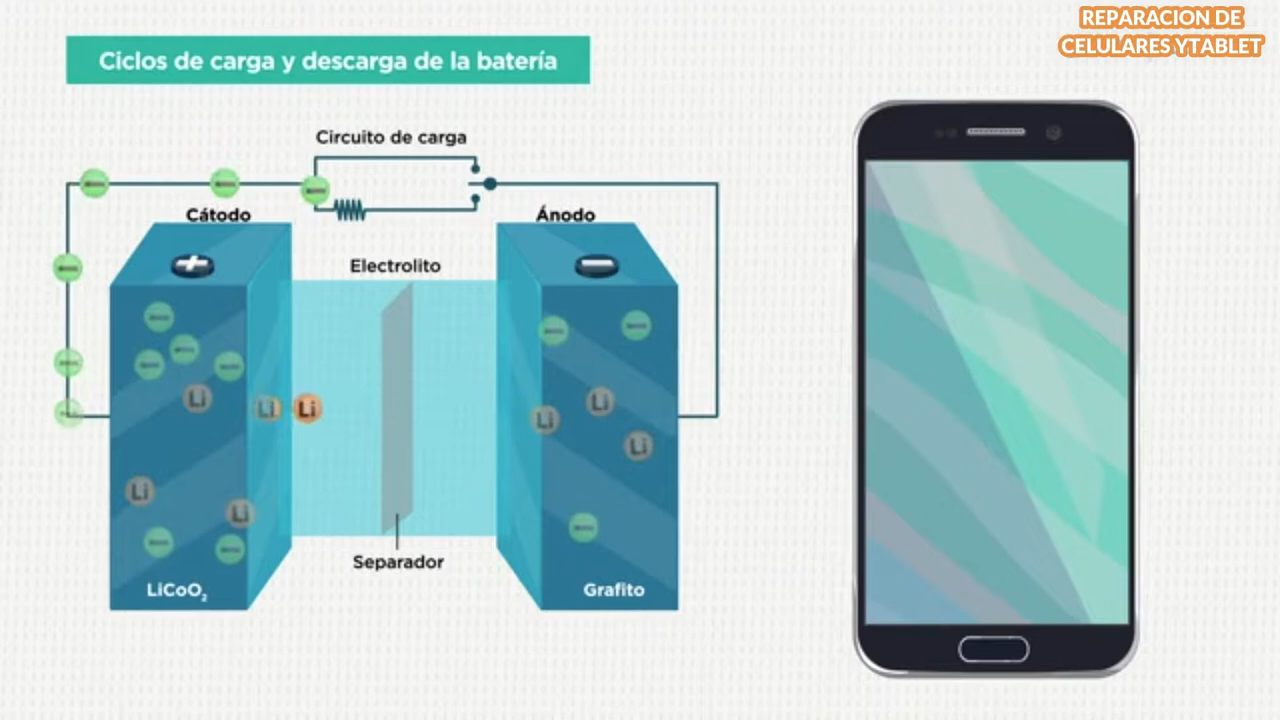 REPARACION DE
CELULARES YTABLET
Ciclos de carga y descarga de la batería
Circuito de carga
Cátodo
Ánodo
Electrolito
Li
Li
Li
Li
Li
Li
Li
Li
Separador
LiCoO₂
Grafito